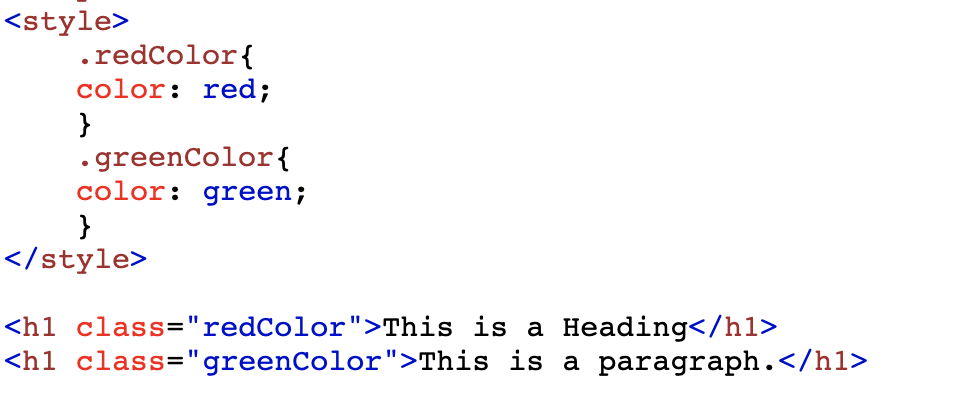 <style>
    .redColor{
    color: red;
    }
    .greenColor{
    color: green;
    }
</style>

<h1 class="redColor">This is a Heading</h1>
<h1 class="greenColor">This is a paragraph.</h1>